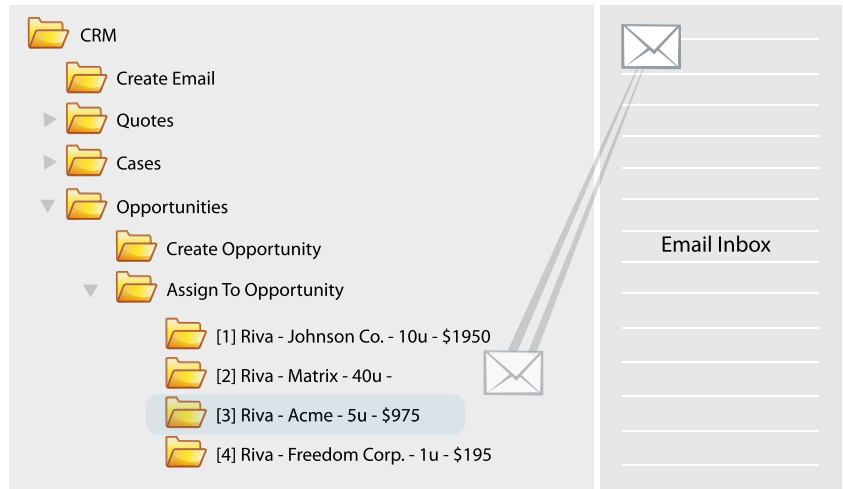 CRM
Create Email
Quotes
Cases
Opportunities
Create Opportunity
Assign To Opportunity
[1] Riva - Johnson Co. - 10u - $1950
[2] Riva - Matrix - 40u -
[3] Riva - Acme - 5u - $975
[4] Riva - Freedom Corp. - 1u - $195
Email Inbox